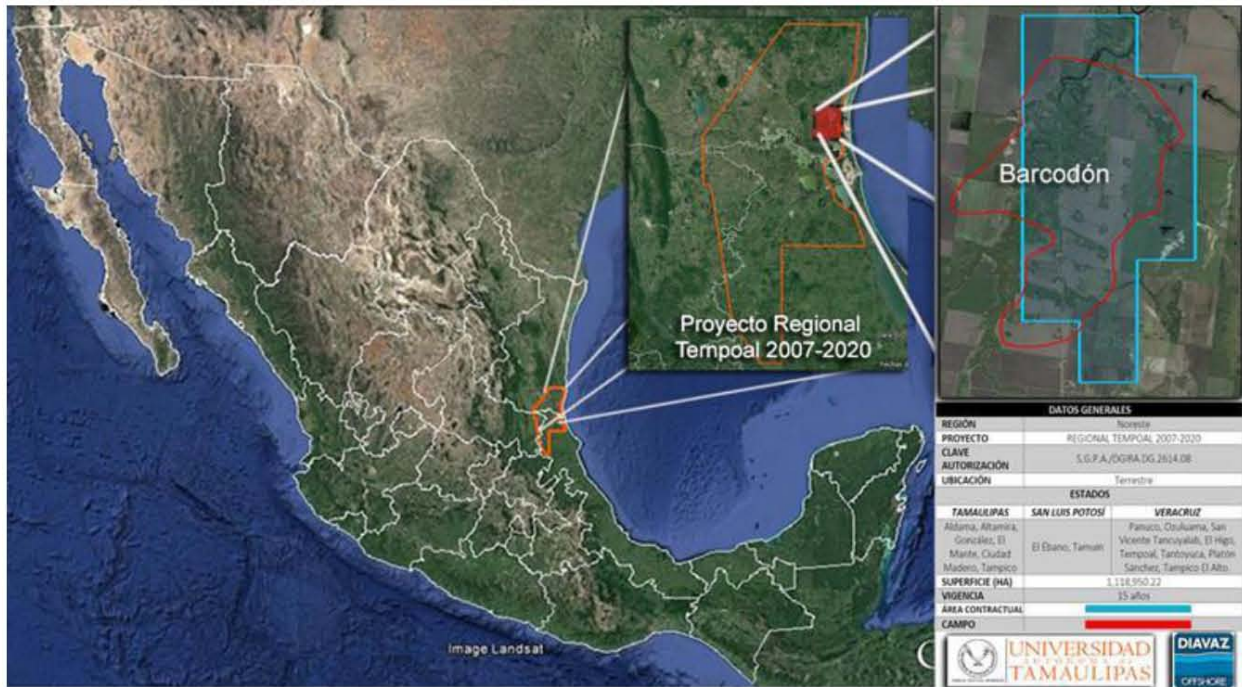 Barcodón
Proyecto Regional
Tempoal 2007-2020
DATOS GENERALES
REGIÓN Noreste
PROYECTO REGIONAL TEMPOAL 2007-2020
CLAVE
AUTORIZACIÓN S.G.P.A./DGIRA.DG.2614.08
UBICACIÓN Terrestre
ESTADOS
TAMAULIPAS SAN LUIS POTOSÍ VERACRUZ
Aldama, Altamira,
González, El
Mante, Ciudad
Madero, Tampico
El Ébano, Tamuin
Panuco, Ozuluama, San
Vicente Tancuyalab, El Higo,
Tempoal, Tantoyuca, Platón
Sánchez, Tampico El Alto
SUPERFICIE (HA) 1,118,950.22
VIGENCIA 15 años
ÁREA CONTRACTUAL
CAMPO
Image Landsat
UNIVERSIDAD
AUTÓNOMA DE
TAMAULIPAS
DIAVAZ
OFFSHORE